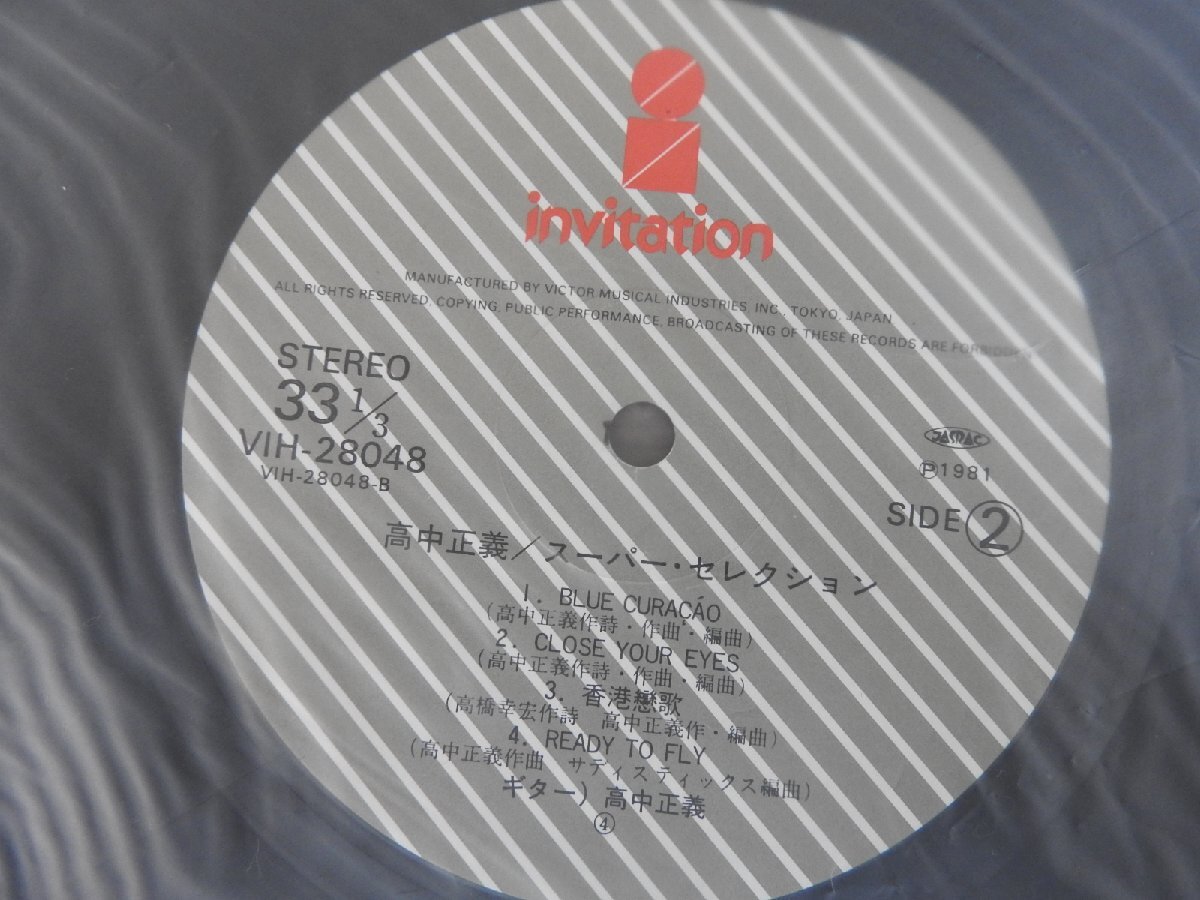 invitation
MANUFACTURED BY VICTOR MUSICAL INDUSTRIES, INC., TOKYO, JAPAN
ALL RIGHTS RESERVED, COPYING, PUBLIC PERFORMANCE, BROADCASTING OF THESE RECORDS ARE FORBIDDEN
STEREO
33 1/3
VIH-28048
VIH-28048-B
JASRAC
Ⓟ1981
SIDE ②
高中正義/スーパー・セレクション
1. BLUE CURAÇÁO
(高中正義作詩・作曲・編曲)
2. CLOSE YOUR EYES
(高中正義作詩・作曲・編曲)
3. 香港戀歌
(高橋幸宏作詩 高中正義作・編曲)
4. READY TO FLY
(高中正義作曲 サディスティックス編曲)
ギター) 高中正義
④